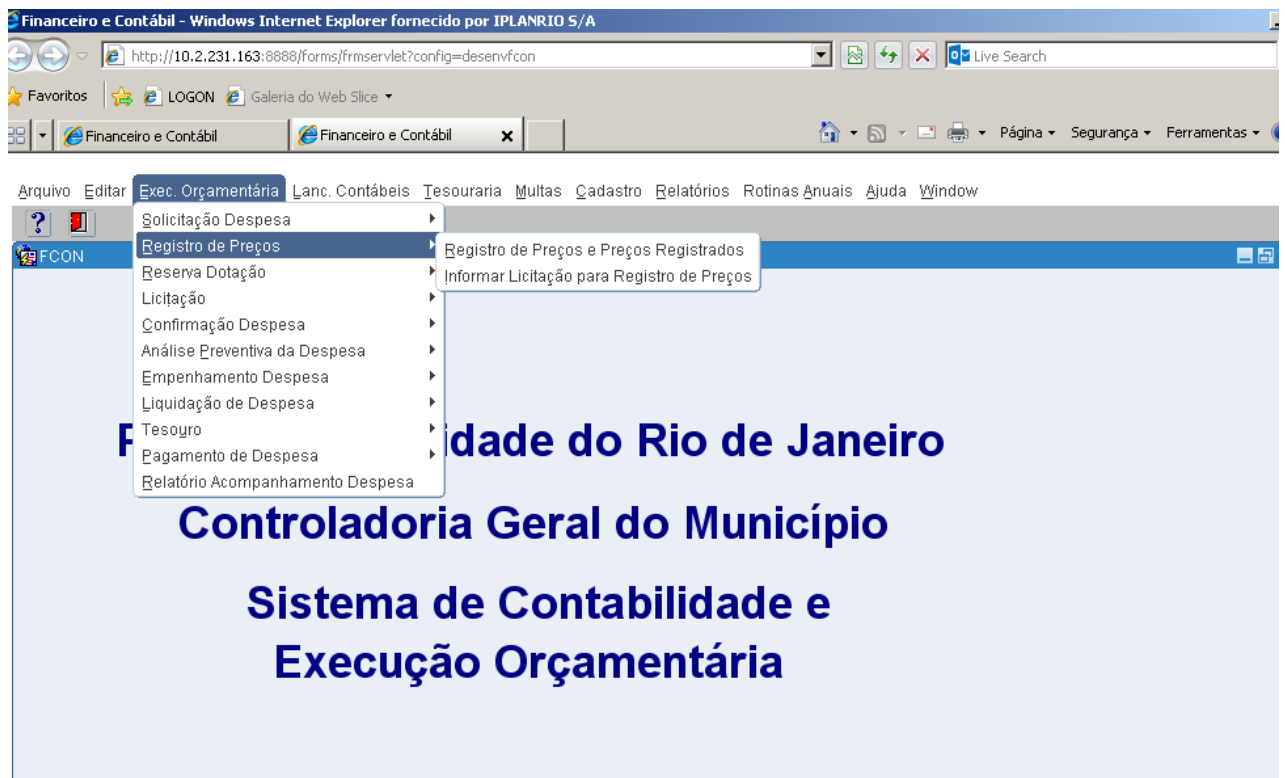 Financeiro e Contábil - Windows Internet Explorer fornecido por IPLANRIO S/A
http://10.2.231.163:8888/forms/frmservlet?config=desenvfcon
Live Search
Favoritos LOGON Galeria do Web Slice
Financeiro e Contábil Financeiro e Contábil Página Segurança Ferramentas
Arquivo Editar Exec. Orçamentária Lanc. Contábeis Tesouraria Multas Cadastro Relatórios Rotinas Anuais Ajuda Window
FCON
Solicitação Despesa
Registro de Preços
Reserva Dotação
Licitação
Confirmação Despesa
Análise Preventiva da Despesa
Empenhamento Despesa
Liquidação de Despesa
Tesouro
Pagamento de Despesa
Relatório Acompanhamento Despesa
Registro de Preços e Preços Registrados
Informar Licitação para Registro de Preços
idade do Rio de Janeiro
Controladoria Geral do Município
Sistema de Contabilidade e
Execução Orçamentária